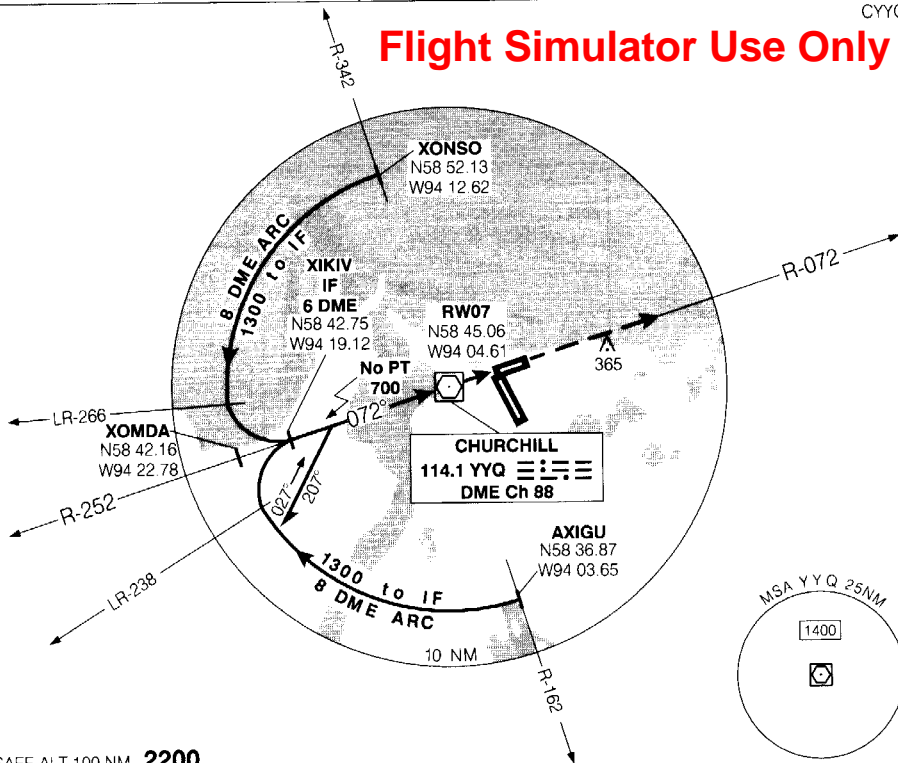 CYYQ
Flight Simulator Use Only
R-342
XONSO
N58 52.13
W94 12.62
8 DME ARC
1300 to IF
XIKIV
IF
6 DME
N58 42.75
W94 19.12
R-072
RW07
N58 45.06
W94 04.61
365
No PT
700
072°
LR-266
XOMDA
N58 42.16
W94 22.78
R-252
CHURCHILL
114.1 YYQ
DME Ch 88
027°
207°
LR-238
AXIGU
N58 36.87
W94 03.65
1300 to IF
8 DME ARC
10 NM
R-162
MSA YYQ 25NM
1400
SAFE ALT 100 NM 2200